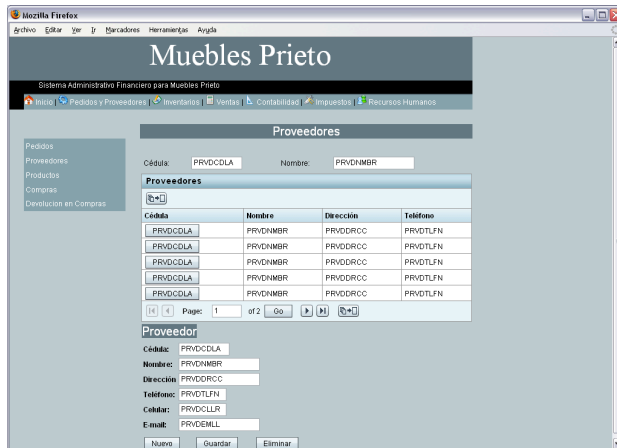 Mozilla Firefox
Archivo Editar Ver Ir Marcadores Herramientas Ayuda
Muebles Prieto
Sistema Administrativo Financiero para Muebles Prieto
Inicio | Pedidos y Proveedores | Inventarios | Ventas | Contabilidad | Impuestos | Recursos Humanos
Pedidos
Proveedores
Productos
Compras
Devolucion en Compras
Proveedores
Cédula: PRVDCDLA Nombre: PRVDNMBR
Proveedores
Cédula Nombre Dirección Teléfono
PRVDCDLA PRVDNMBR PRVDDRCC PRVDTLFN
PRVDCDLA PRVDNMBR PRVDDRCC PRVDTLFN
PRVDCDLA PRVDNMBR PRVDDRCC PRVDTLFN
PRVDCDLA PRVDNMBR PRVDDRCC PRVDTLFN
PRVDCDLA PRVDNMBR PRVDDRCC PRVDTLFN
Page: 1 of 2 Go
Proveedor
Cédula: PRVDCDLA
Nombre: PRVDNMBR
Dirección PRVDDRCC
Teléfono: PRVDTLFN
Celular: PRVDCLLR
E-mail: PRVDEMLL
Nuevo Guardar Eliminar